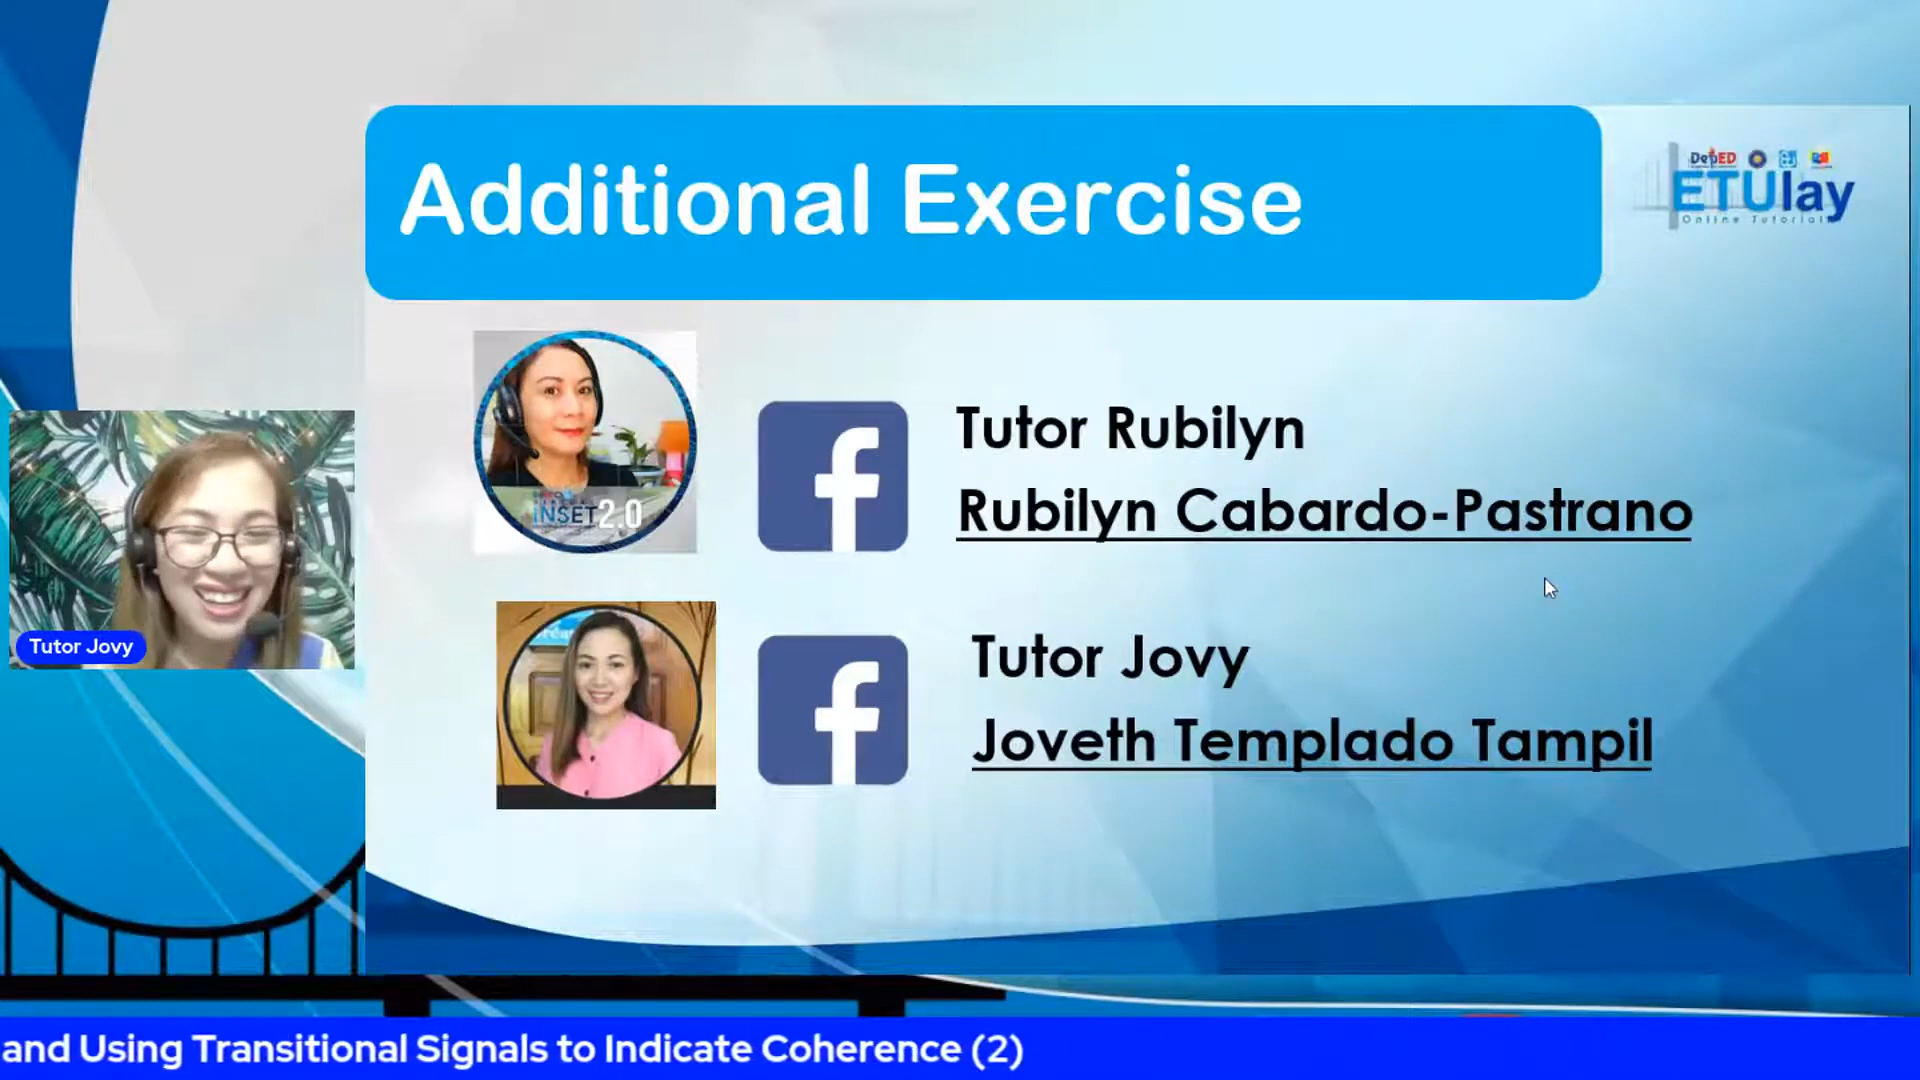 Additional Exercise
DepED
ETUlay
Online Tutorial
iNSET 2.0
Tutor Rubilyn
Rubilyn Cabardo-Pastrano
Tutor Jovy
Tutor Jovy
Joveth Templado Tampil
and Using Transitional Signals to Indicate Coherence (2)